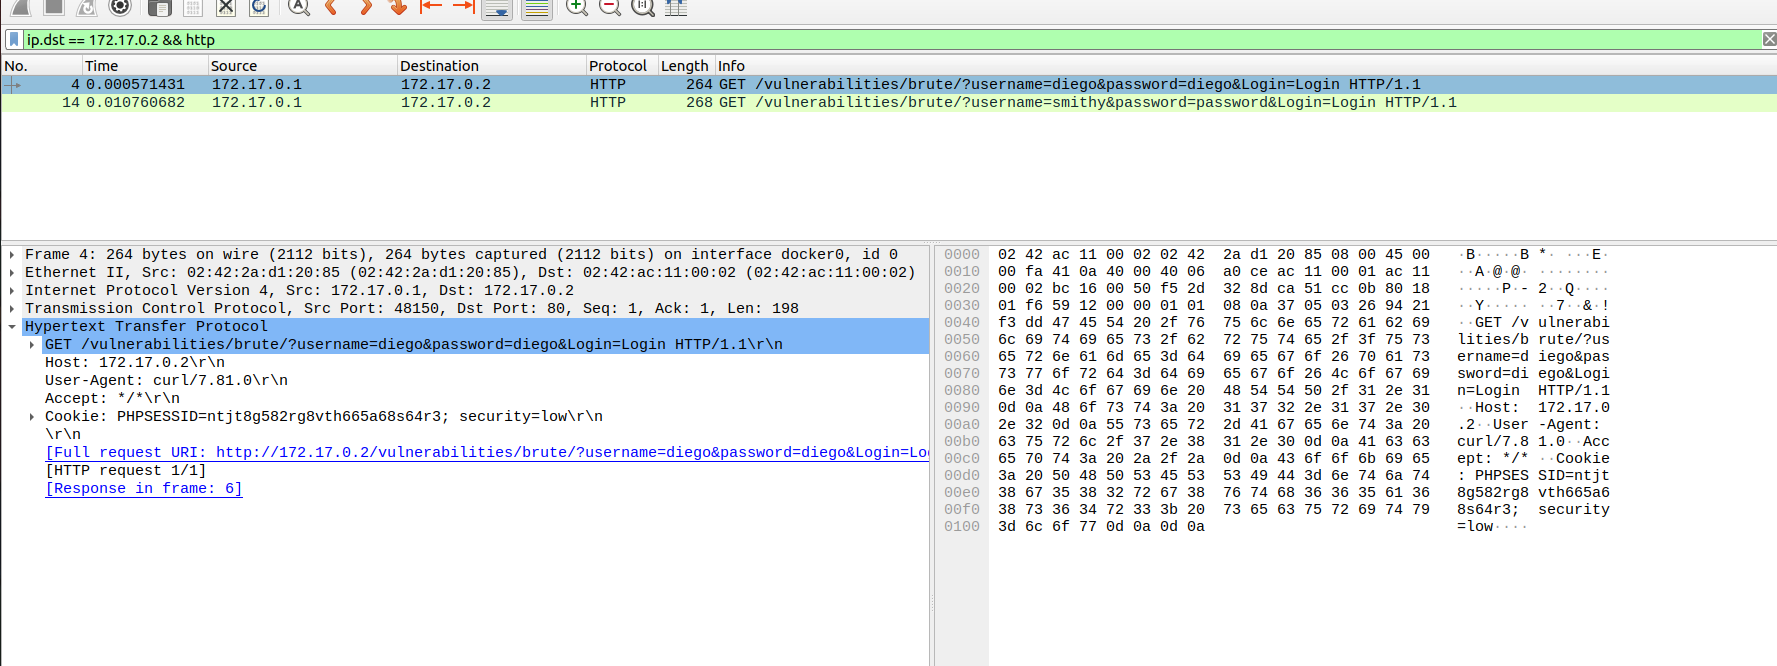 ip.dst == 172.17.0.2 && http
No. Time Source Destination Protocol Length Info
4 0.000571431 172.17.0.1 172.17.0.2 HTTP 264 GET /vulnerabilities/brute/?username=diego&password=diego&Login=Login HTTP/1.1
14 0.010760682 172.17.0.1 172.17.0.2 HTTP 268 GET /vulnerabilities/brute/?username=smithy&password=password&Login=Login HTTP/1.1
Frame 4: 264 bytes on wire (2112 bits), 264 bytes captured (2112 bits) on interface docker0, id 0
Ethernet II, Src: 02:42:2a:d1:20:85 (02:42:2a:d1:20:85), Dst: 02:42:ac:11:00:02 (02:42:ac:11:00:02)
Internet Protocol Version 4, Src: 172.17.0.1, Dst: 172.17.0.2
Transmission Control Protocol, Src Port: 48150, Dst Port: 80, Seq: 1, Ack: 1, Len: 198
Hypertext Transfer Protocol
GET /vulnerabilities/brute/?username=diego&password=diego&Login=Login HTTP/1.1\r\n
Host: 172.17.0.2\r\n
User-Agent: curl/7.81.0\r\n
Accept: */*\r\n
Cookie: PHPSESSID=ntjt8g582rg8vth665a68s64r3; security=low\r\n
\r\n
[Full request URI: http://172.17.0.2/vulnerabilities/brute/?username=diego&password=diego&Login=Lo
[HTTP request 1/1]
[Response in frame: 6]
0000 02 42 ac 11 00 02 02 42 2a d1 20 85 08 00 45 00 ·B·····B *· ···E·
0010 00 fa 41 0a 40 00 40 06 a0 ce ac 11 00 01 ac 11 ··A·@·@· ········
0020 00 02 bc 16 00 50 f5 2d 32 8d ca 51 cc 0b 80 18 ·····P·- 2··Q····
0030 01 f6 59 12 00 00 01 01 08 0a 37 05 03 26 94 21 ··Y····· ··7··&·!
0040 f3 dd 47 45 54 20 2f 76 75 6c 6e 65 72 61 62 69 ··GET /v ulnerabi
0050 6c 69 74 69 65 73 2f 62 72 75 74 65 2f 3f 75 73 lities/b rute/?us
0060 65 72 6e 61 6d 65 3d 64 69 65 67 6f 26 70 61 73 ername=d iego&pas
0070 73 77 6f 72 64 3d 64 69 65 67 6f 26 4c 6f 67 69 sword=di ego&Logi
0080 6e 3d 4c 6f 67 69 6e 20 48 54 54 50 2f 31 2e 31 n=Login  HTTP/1.1
0090 0d 0a 48 6f 73 74 3a 20 31 37 32 2e 31 37 2e 30 ··Host:  172.17.0
00a0 2e 32 0d 0a 55 73 65 72 2d 41 67 65 6e 74 3a 20 .2··User -Agent:
00b0 63 75 72 6c 2f 37 2e 38 31 2e 30 0d 0a 41 63 63 curl/7.8 1.0··Acc
00c0 65 70 74 3a 20 2a 2f 2a 0d 0a 43 6f 6f 6b 69 65 ept: */* ··Cookie
00d0 3a 20 50 48 50 53 45 53 53 49 44 3d 6e 74 6a 74 : PHPSES SID=ntjt
00e0 38 67 35 38 32 72 67 38 76 74 68 36 36 35 61 36 8g582rg8 vth665a6
00f0 38 73 36 34 72 33 3b 20 73 65 63 75 72 69 74 79 8s64r3;  security
0100 3d 6c 6f 77 0d 0a 0d 0a =low····